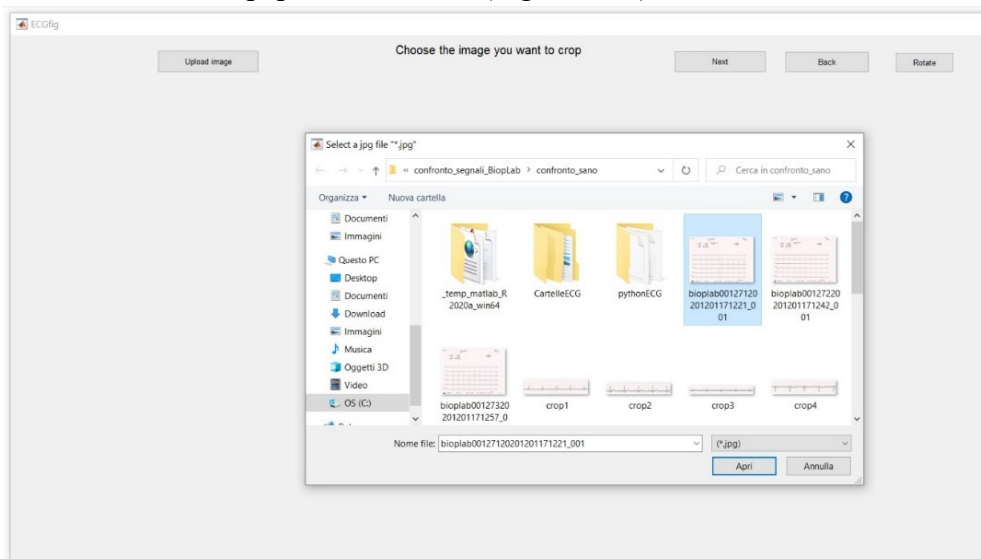 ECGfig
Choose the image you want to crop
Upload image
Next
Back
Rotate
Select a jpg file "*.jpg"
« confronto_segnali_BiopLab > confronto_sano
Cerca in confronto_sano
Organizza
Nuova cartella
Documenti
Immagini
Questo PC
Desktop
Documenti
Download
Immagini
Musica
Oggetti 3D
Video
OS (C:)
_temp_matlab_R
2020a_win64
CartelleECG
pythonECG
bioplab00127120
201201171221_0
01
bioplab00127220
201201171242_0
01
bioplab00127320
201201171257_0
crop1
crop2
crop3
crop4
Nome file: bioplab00127120201201171221_001
(*.jpg)
Apri
Annulla